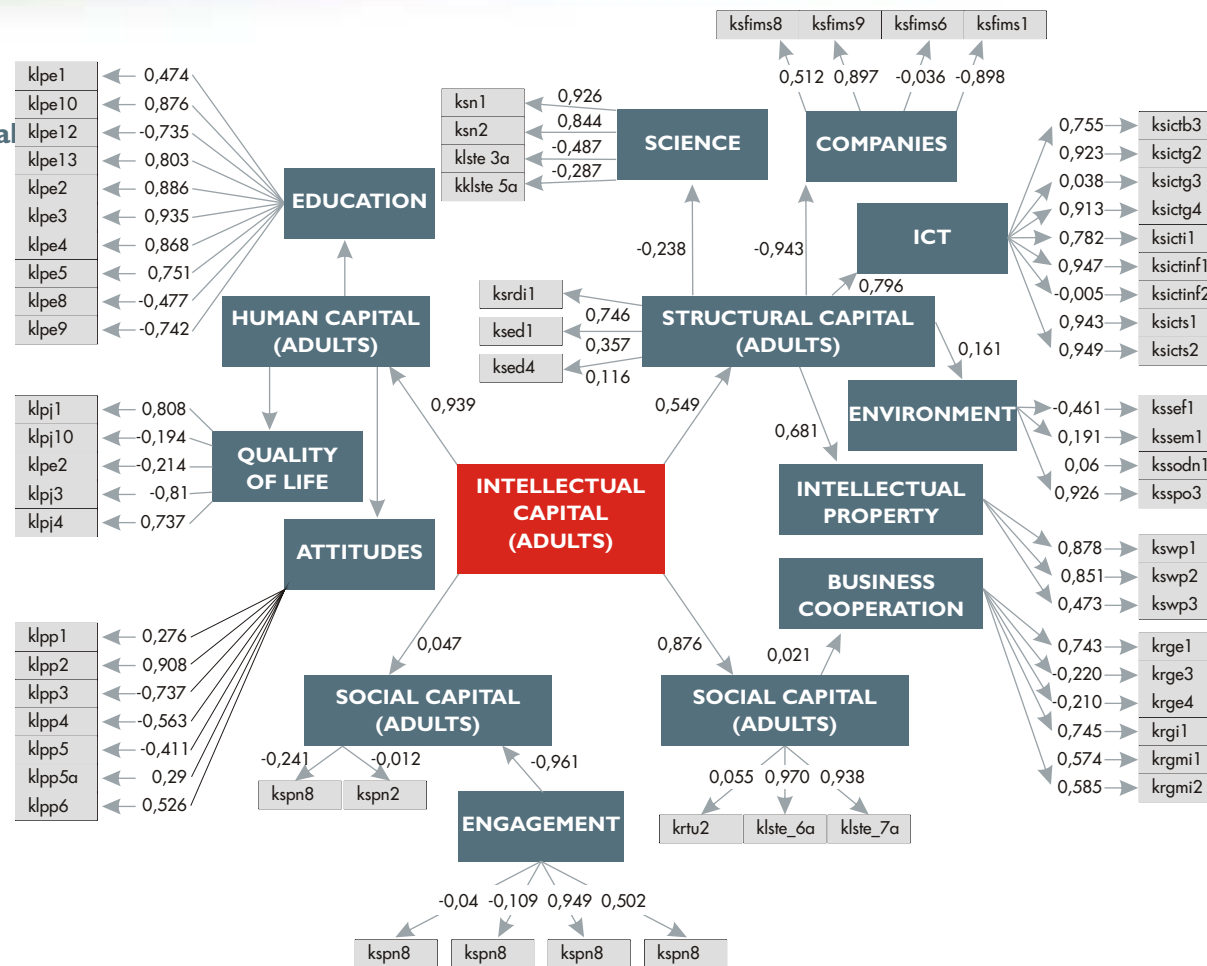 ksfims8 ksfims9 ksfims6 ksfims1
0,512 0,897 -0,036 -0,898
al
klpe1 0,474
klpe10 0,876
klpe12 -0,735
klpe13 0,803
klpe2 0,886
klpe3 0,935
klpe4 0,868
klpe5 0,751
klpe8 -0,477
klpe9 -0,742
EDUCATION
ksn1 0,926
ksn2 0,844
klste 3a -0,487
kklste 5a -0,287
SCIENCE
COMPANIES
ICT
0,755 ksictb3
0,923 ksictg2
0,038 ksictg3
0,913 ksictg4
0,782 ksicti1
0,947 ksictinf1
-0,005 ksictinf2
0,943 ksicts1
0,949 ksicts2
-0,238
-0,943
0,796
HUMAN CAPITAL
(ADULTS)
ksrdi1 0,746
ksed1 0,357
ksed4 0,116
STRUCTURAL CAPITAL
(ADULTS)
0,161
0,939
0,549
0,681
ENVIRONMENT
-0,461 kssef1
0,191 kssem1
0,06 kssodn1
0,926 ksspo3
klpj1 0,808
klpj10 -0,194
klpe2 -0,214
klpj3 -0,81
klpj4 0,737
QUALITY
OF LIFE
INTELLECTUAL
CAPITAL
(ADULTS)
INTELLECTUAL
PROPERTY
0,878 kswp1
0,851 kswp2
0,473 kswp3
ATTITUDES
BUSINESS
COOPERATION
klpp1 0,276
klpp2 0,908
klpp3 -0,737
klpp4 -0,563
klpp5 -0,411
klpp5a 0,29
klpp6 0,526
0,047
0,876
0,021
0,743 krge1
-0,220 krge3
-0,210 krge4
0,745 krgi1
0,574 krgmi1
0,585 krgmi2
SOCIAL CAPITAL
(ADULTS)
SOCIAL CAPITAL
(ADULTS)
-0,241 -0,012
-0,961
kspn8 kspn2
0,055 0,970 0,938
krtu2 klste_6a klste_7a
ENGAGEMENT
-0,04 -0,109 0,949 0,502
kspn8 kspn8 kspn8 kspn8